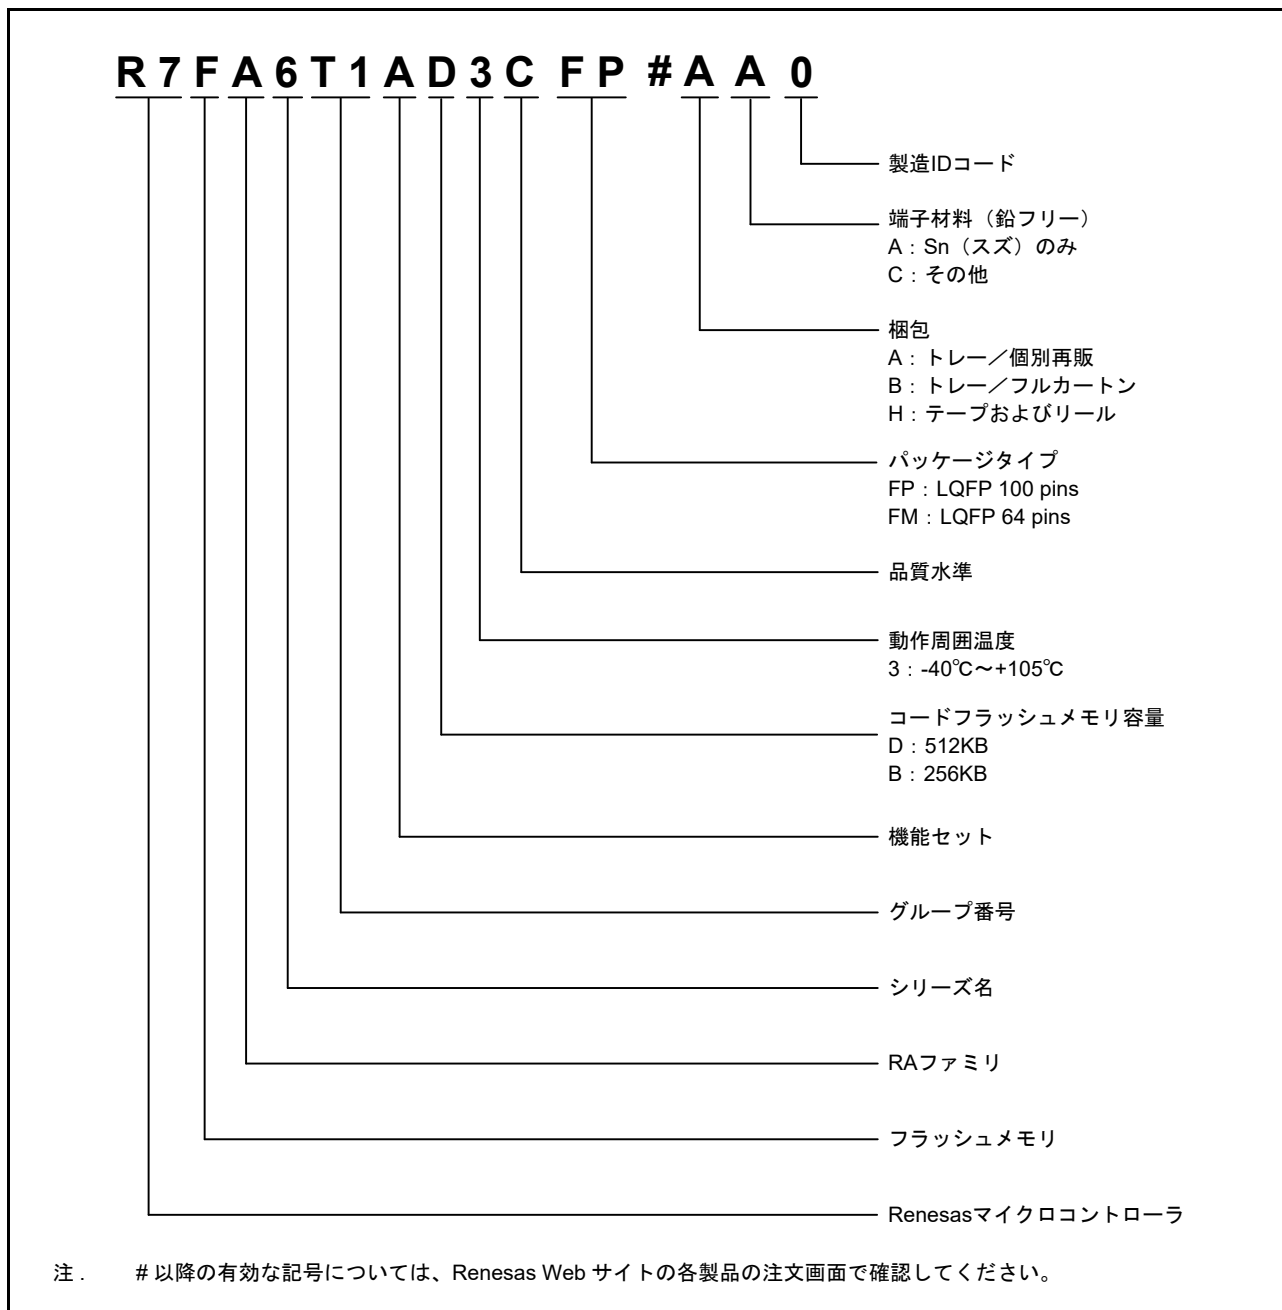 R7FA6T1AD3CFP#AA0
製造IDコード
端子材料（鉛フリー）
A：Sn（スズ）のみ
C：その他
梱包
A：トレー／個別再販
B：トレー／フルカートン
H：テープおよびリール
パッケージタイプ
FP：LQFP 100 pins
FM：LQFP 64 pins
品質水準
動作周囲温度
3：-40℃～+105℃
コードフラッシュメモリ容量
D：512KB
B：256KB
機能セット
グループ番号
シリーズ名
RAファミリ
フラッシュメモリ
Renesasマイクロコントローラ
注． # 以降の有効な記号については、Renesas Web サイトの各製品の注文画面で確認してください。